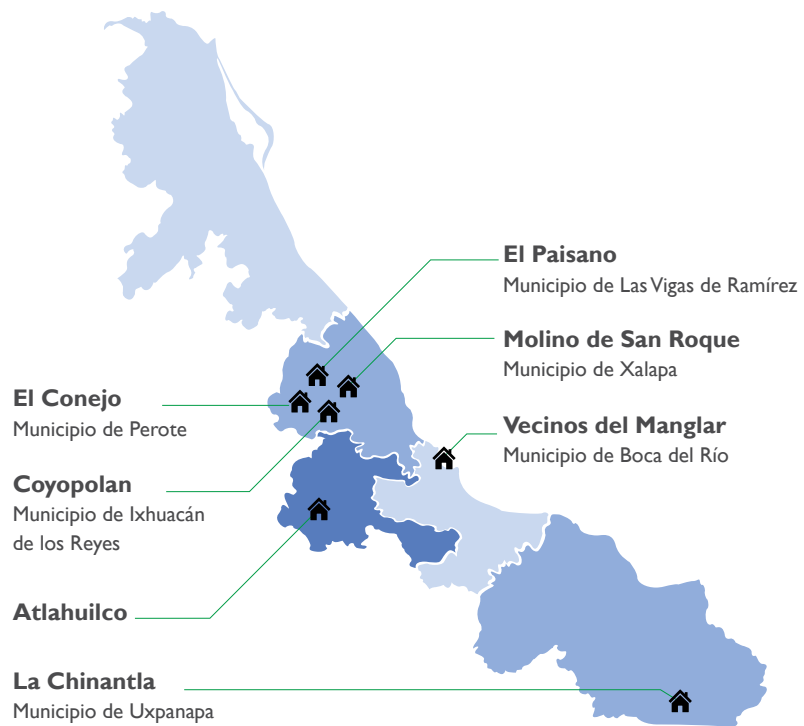 El Paisano
Municipio de Las Vigas de Ramírez
Molino de San Roque
Municipio de Xalapa
El Conejo
Municipio de Perote
Vecinos del Manglar
Municipio de Boca del Río
Coyopolan
Municipio de Ixhuacán
de los Reyes
Atlahuilco
La Chinantla
Municipio de Uxpanapa